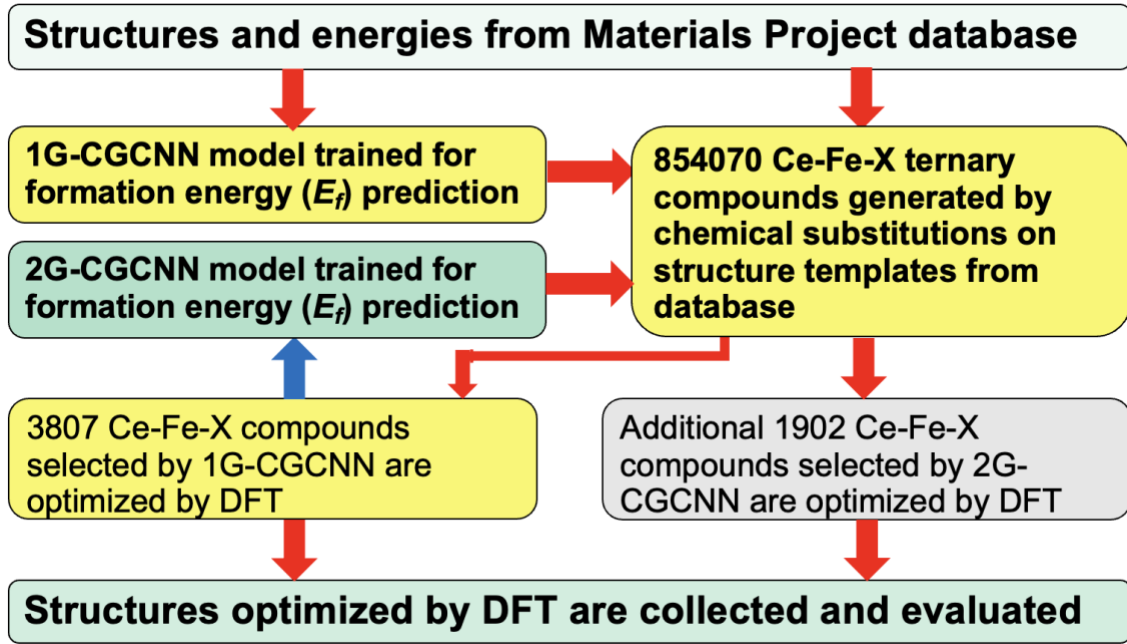 Structures and energies from Materials Project database
1G-CGCNN model trained for
formation energy (Ef) prediction
854070 Ce-Fe-X ternary
compounds generated by
chemical substitutions on
structure templates from
database
2G-CGCNN model trained for
formation energy (Ef) prediction
3807 Ce-Fe-X compounds
selected by 1G-CGCNN are
optimized by DFT
Additional 1902 Ce-Fe-X
compounds selected by 2G-
CGCNN are optimized by DFT
Structures optimized by DFT are collected and evaluated